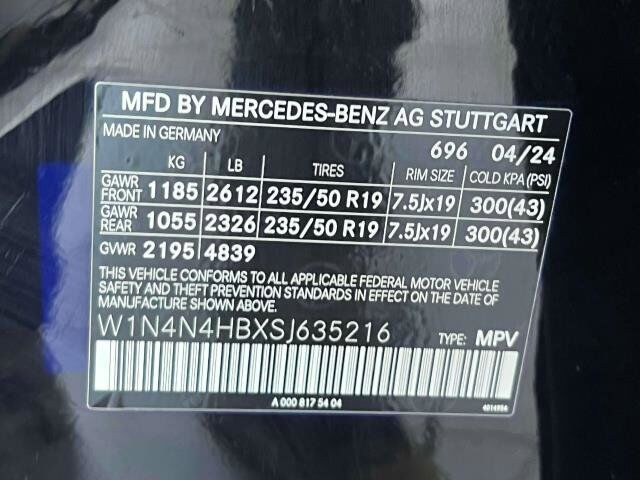 MFD BY MERCEDES-BENZ AG STUTTGART
MADE IN GERMANY
696 04/24
KG LB TIRES RIM SIZE COLD KPA (PSI)
GAWR FRONT 1185 2612 235/50 R19 7.5Jx19 300(43)
GAWR REAR 1055 2326 235/50 R19 7.5Jx19 300(43)
GVWR 2195 4839
THIS VEHICLE CONFORMS TO ALL APPLICABLE FEDERAL MOTOR VEHICLE
SAFETY AND THEFT PREVENTION STANDARDS IN EFFECT ON THE DATE OF
MANUFACTURE SHOWN ABOVE.
W1N4N4HBXSJ635216 TYPE: MPV
A 000 817 54 04